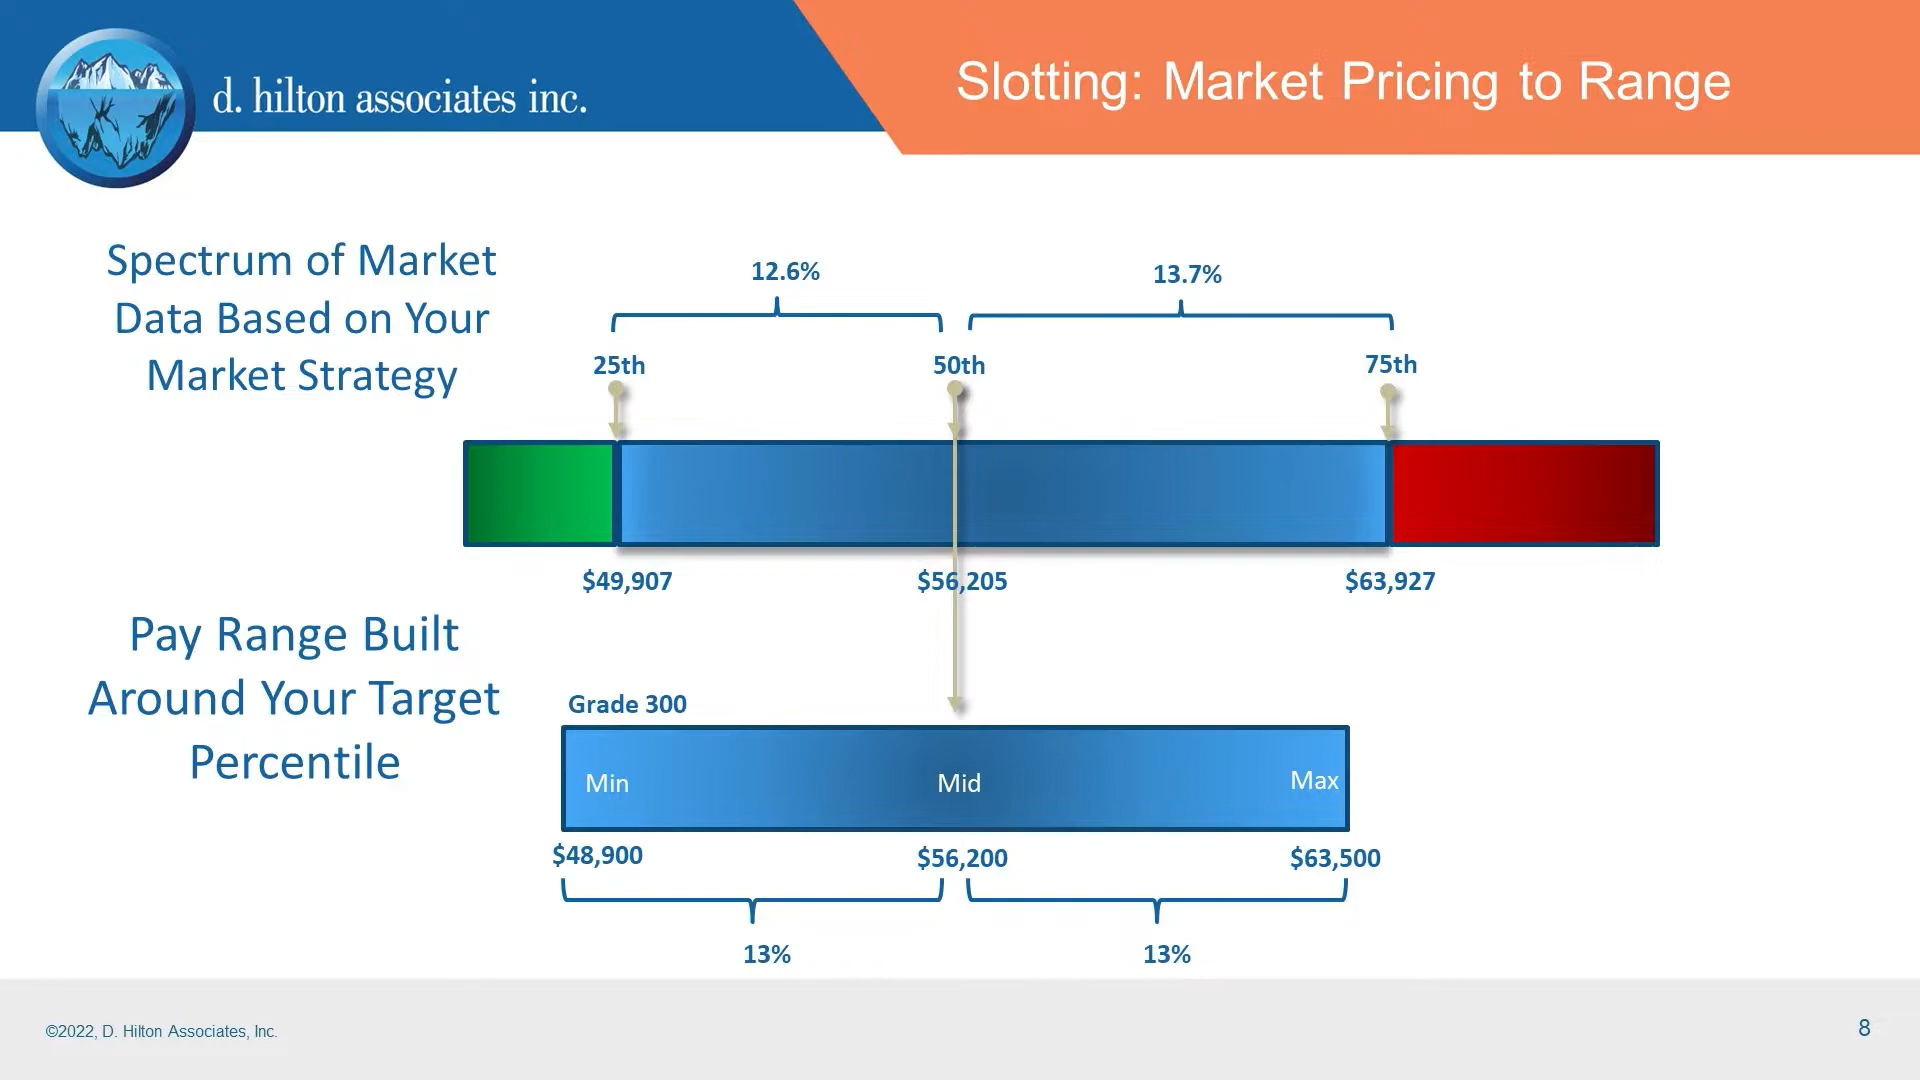 d. hilton associates inc.
Slotting: Market Pricing to Range
Spectrum of Market
Data Based on Your
Market Strategy
12.6%
13.7%
25th
50th
75th
$49,907
$56,205
$63,927
Pay Range Built
Around Your Target
Percentile
Grade 300
Min
Mid
Max
$48,900
$56,200
$63,500
13%
13%
©2022, D. Hilton Associates, Inc.
8